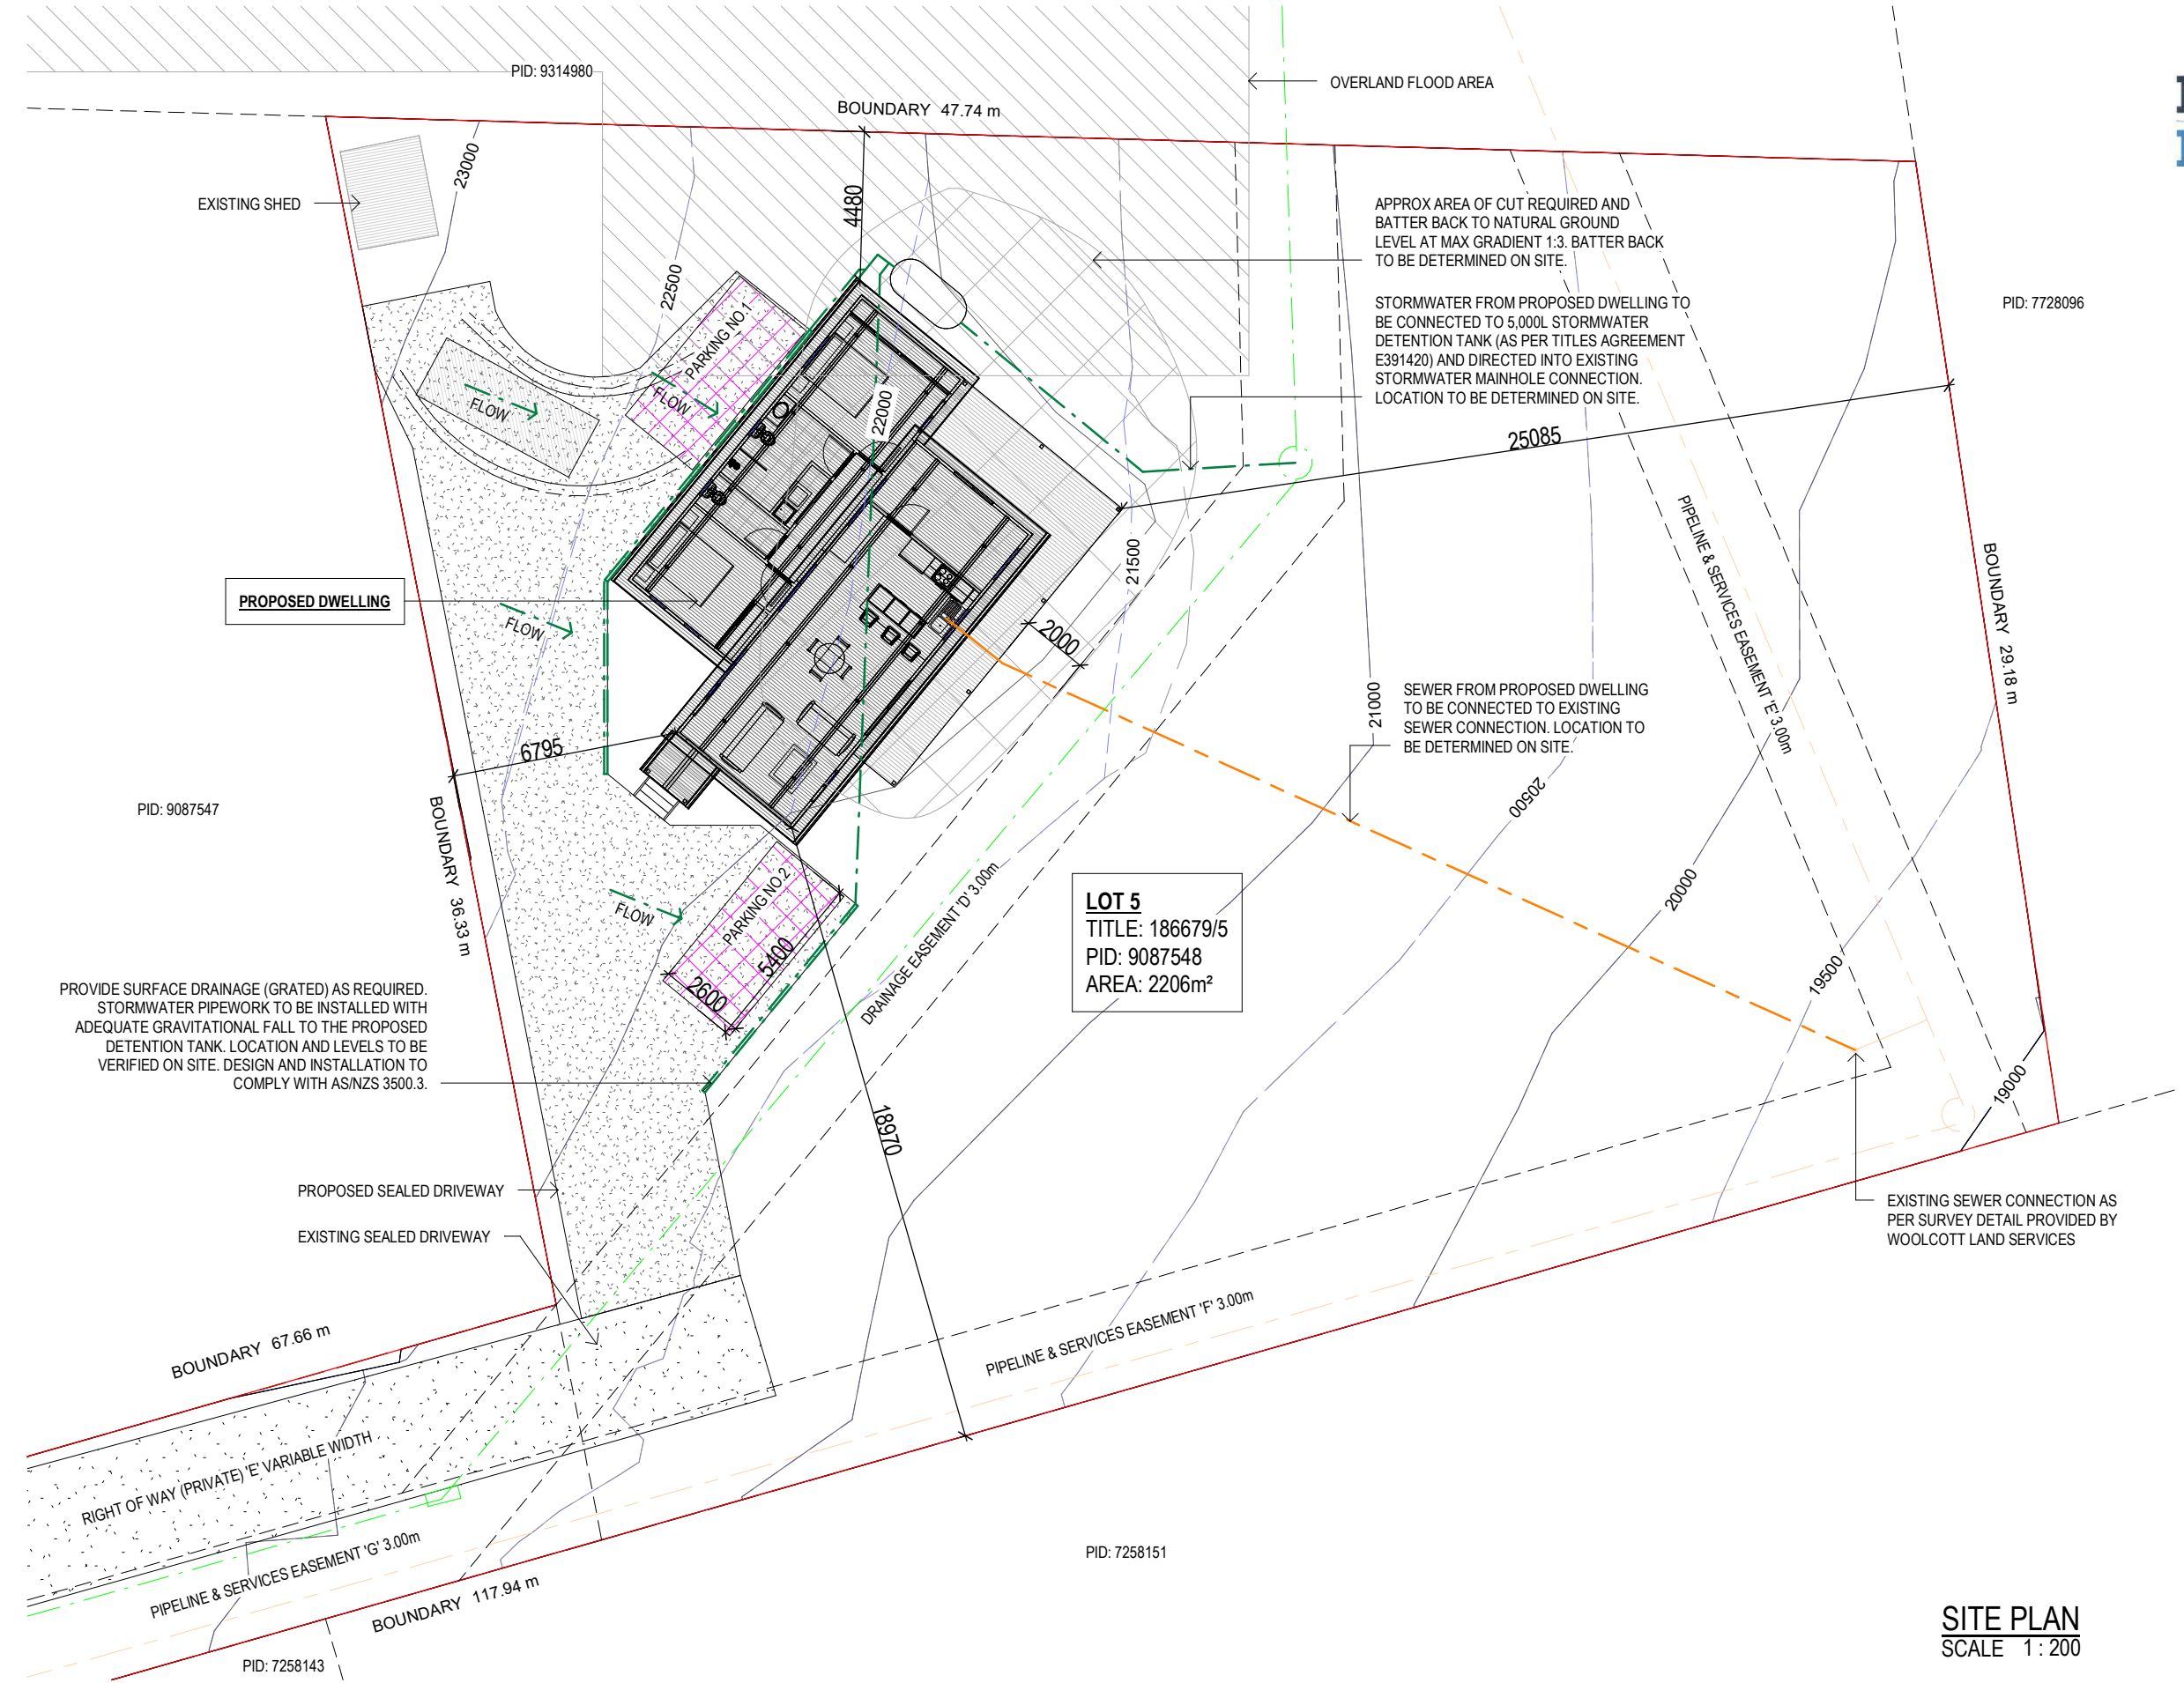 PID: 9314980
OVERLAND FLOOD AREA
BOUNDARY 47.74 m
23000
EXISTING SHED
4480
APPROX AREA OF CUT REQUIRED AND
BATTER BACK TO NATURAL GROUND
LEVEL AT MAX GRADIENT 1:3. BATTER BACK
TO BE DETERMINED ON SITE.
22500
STORMWATER FROM PROPOSED DWELLING TO
BE CONNECTED TO 5,000L STORMWATER
DETENTION TANK (AS PER TITLES AGREEMENT
E391420) AND DIRECTED INTO EXISTING
STORMWATER MAINHOLE CONNECTION.
LOCATION TO BE DETERMINED ON SITE.
PID: 7728096
PARKING NO.1
FLOW
FLOW
22000
25085
PIPELINE & SERVICES EASEMENT 'E' 3.00m
21500
BOUNDARY 29.18 m
PROPOSED DWELLING
FLOW
2000
21000
SEWER FROM PROPOSED DWELLING
TO BE CONNECTED TO EXISTING
SEWER CONNECTION. LOCATION TO
BE DETERMINED ON SITE.
6795
20500
PID: 9087547
BOUNDARY 36.33 m
PARKING NO.2
FLOW
5400
2600
DRAINAGE EASEMENT 'D' 3.00m
LOT 5
TITLE: 186679/5
PID: 9087548
AREA: 2206m²
20000
19500
PROVIDE SURFACE DRAINAGE (GRATED) AS REQUIRED.
STORMWATER PIPEWORK TO BE INSTALLED WITH
ADEQUATE GRAVITATIONAL FALL TO THE PROPOSED
DETENTION TANK. LOCATION AND LEVELS TO BE
VERIFIED ON SITE. DESIGN AND INSTALLATION TO
COMPLY WITH AS/NZS 3500.3.
19000
18970
PROPOSED SEALED DRIVEWAY
EXISTING SEALED DRIVEWAY
EXISTING SEWER CONNECTION AS
PER SURVEY DETAIL PROVIDED BY
WOOLCOTT LAND SERVICES
BOUNDARY 67.66 m
PIPELINE & SERVICES EASEMENT 'F' 3.00m
RIGHT OF WAY (PRIVATE) 'E' VARIABLE WIDTH
PIPELINE & SERVICES EASEMENT 'G' 3.00m
BOUNDARY 117.94 m
PID: 7258151
PID: 7258143
SITE PLAN
SCALE 1 : 200